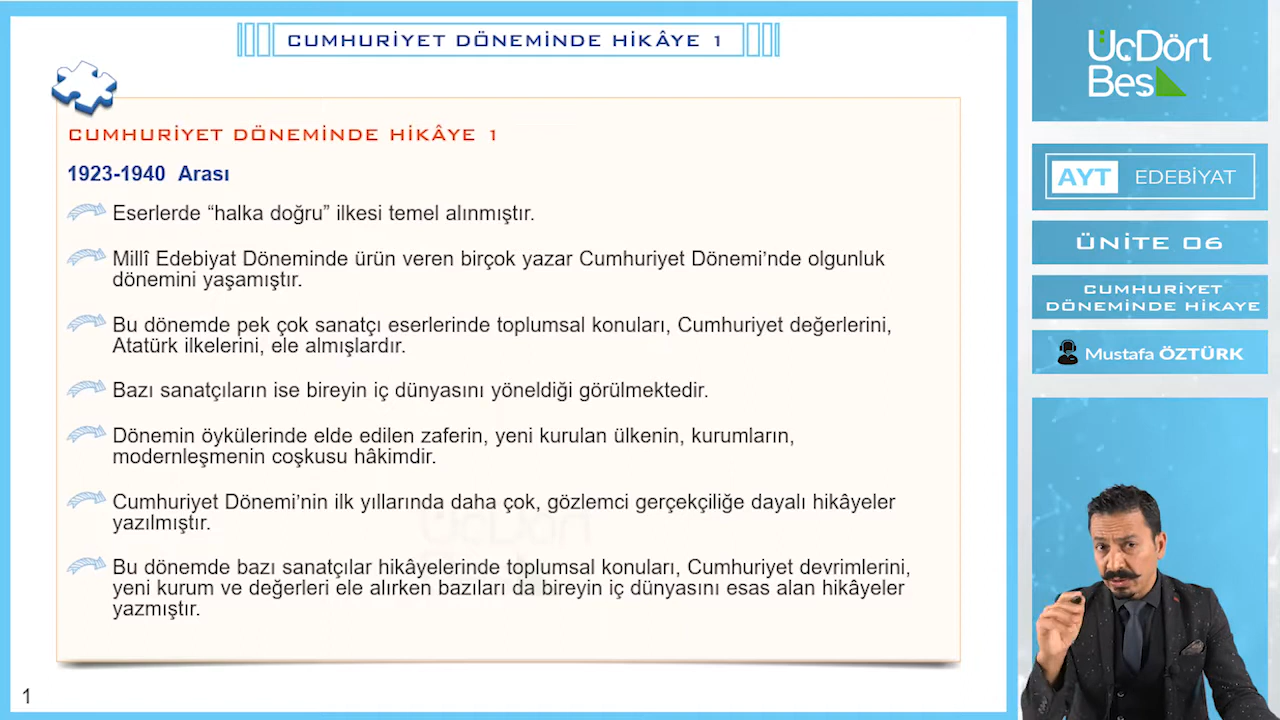 CUMHURİYET DÖNEMİNDE HİKÂYE 1
CUMHURİYET DÖNEMİNDE HİKÂYE 1
1923-1940 Arası
Eserlerde “halka doğru” ilkesi temel alınmıştır.
Millî Edebiyat Döneminde ürün veren birçok yazar Cumhuriyet Dönemi’nde olgunluk
dönemini yaşamıştır.
Bu dönemde pek çok sanatçı eserlerinde toplumsal konuları, Cumhuriyet değerlerini,
Atatürk ilkelerini, ele almışlardır.
Bazı sanatçıların ise bireyin iç dünyasını yöneldiği görülmektedir.
Dönemin öykülerinde elde edilen zaferin, yeni kurulan ülkenin, kurumların,
modernleşmenin coşkusu hâkimdir.
Cumhuriyet Dönemi’nin ilk yıllarında daha çok, gözlemci gerçekçiliğe dayalı hikâyeler
yazılmıştır.
Bu dönemde bazı sanatçılar hikâyelerinde toplumsal konuları, Cumhuriyet devrimlerini,
yeni kurum ve değerleri ele alırken bazıları da bireyin iç dünyasını esas alan hikâyeler
yazmıştır.
1
ÜçDört
Beş
AYT EDEBİYAT
ÜNİTE 06
CUMHURİYET
DÖNEMİNDE HİKAYE
Mustafa ÖZTÜRK